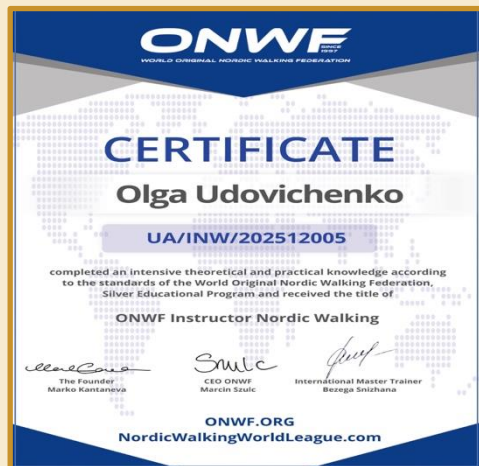 ONWF
SINCE
1997
WORLD ORIGINAL NORDIC WALKING FEDERATION
CERTIFICATE
Olga Udovichenko
UA/INW/202512005
completed an intensive theoretical and practical knowledge according
to the standards of the World Original Nordic Walking Federation,
Silver Educational Program and received the title of
ONWF Instructor Nordic Walking
The Founder
Marko Kantaneva
CEO ONWF
Marcin Szulc
International Master Trainer
Bezega Snizhana
ONWF.ORG
NordicWalkingWorldLeague.com